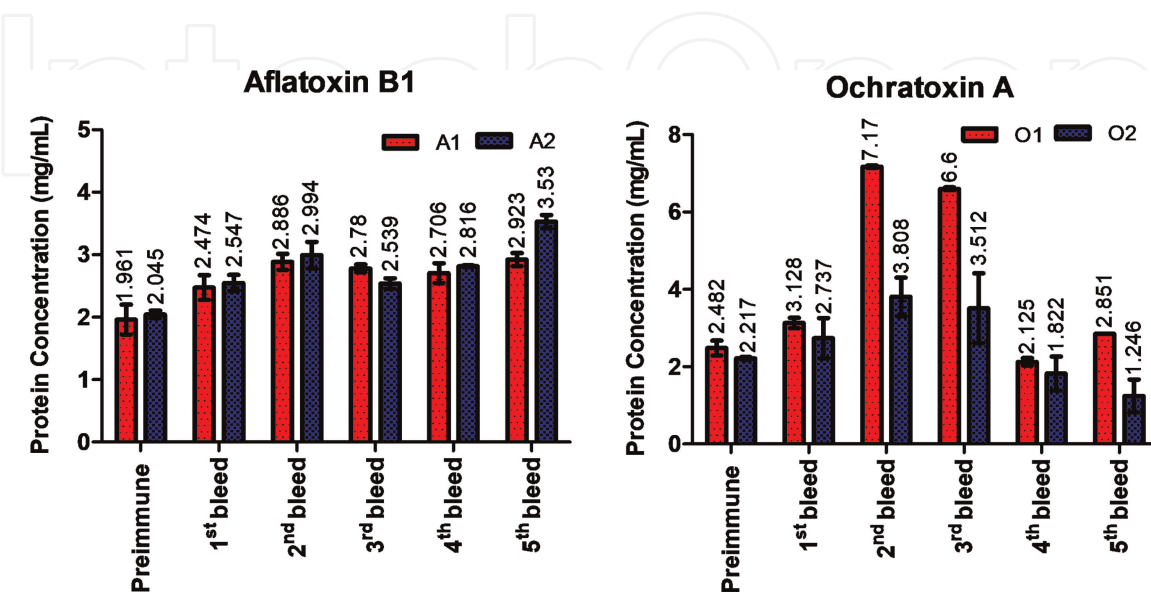 IntechOpen
Aflatoxin B1
Protein Concentration (mg/mL)
A1 A2
5
4
3
2
1
0
1.961
2.045
2.474
2.547
2.886
2.994
2.78
2.539
2.706
2.816
2.923
3.53
Preimmune
1st bleed
2nd bleed
3rd bleed
4th bleed
5th bleed
Ochratoxin A
Protein Concentration (mg/mL)
O1 O2
8
6
4
2
0
2.482
2.217
3.128
2.737
7.17
3.808
6.6
3.512
2.125
1.822
2.851
1.246
Preimmune
1st bleed
2nd bleed
3rd bleed
4th bleed
5th bleed